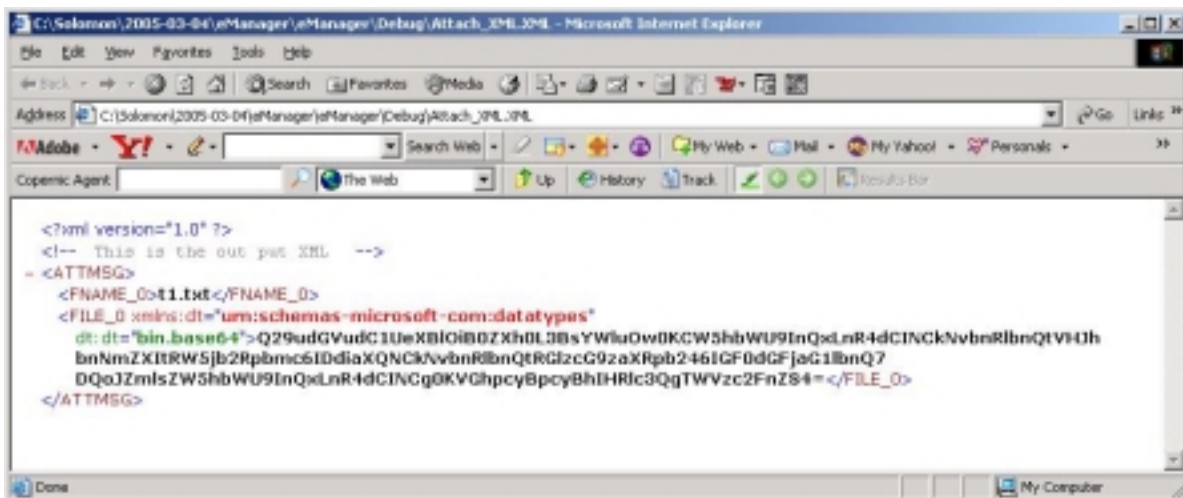 C:\Solomon\2005-03-04\eManager\eManager\Debug\Attach_XML.XML - Microsoft Internet Explorer
File Edit View Favorites Tools Help
Back Search Favorites Media
Address C:\Solomon\2005-03-04\eManager\eManager\Debug\Attach_XML.XML Go Links »
Adobe Y! Search Web My Web Mail My Yahoo! Personals »
Copernic Agent The Web Up History Track Results Bar
<?xml version="1.0" ?>
<!-- This is the out put XML -->
- <ATTMSG>
<FNAME_0>t1.txt</FNAME_0>
<FILE_0 xmlns:dt="urn:schemas-microsoft-com:datatypes"
dt:dt="bin.base64">Q29udGVudC1UeXBlOiB0ZXh0L3BsYWluOw0KCW5hbWU9InQxLnR4dCINCkNvbnRlbnQtVHJh
bnNmZXItRW5jb2Rpbmc6IDdiaXQNCkNvbnRlbnQtRGlzcG9zaXRpb246IGF0dGFjaG1lbnQ7
DQoJZmlsZW5hbWU9InQxLnR4dCINCg0KVGhpcyBpcyBhIHRlc3QgTWVzc2FnZS4=</FILE_0>
</ATTMSG>
Done My Computer